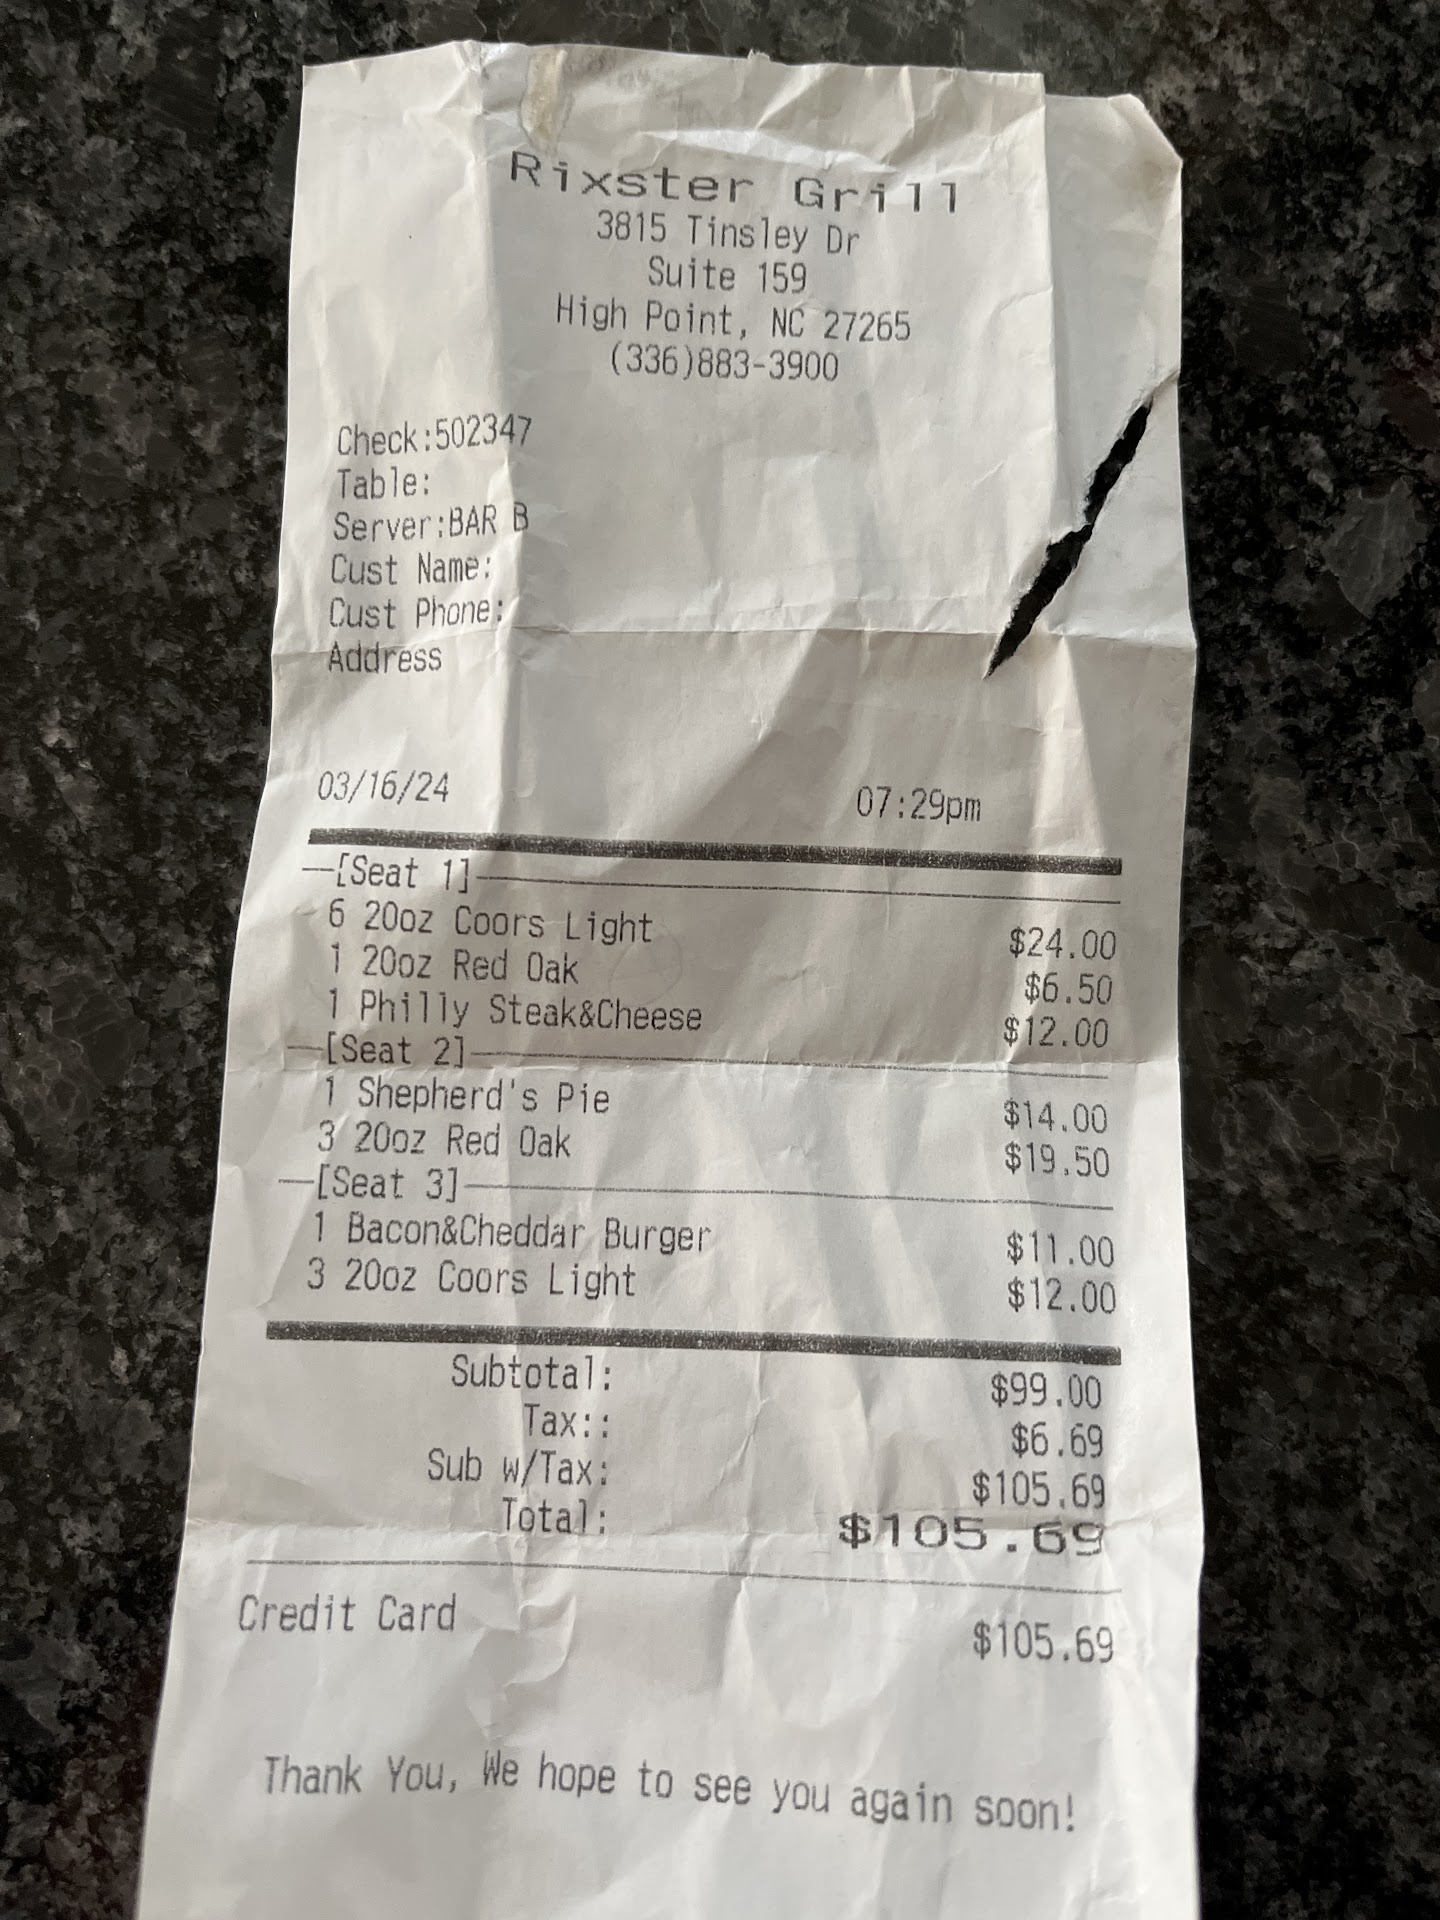 Rixster Grill
3815 Tinsley Dr
Suite 159
High Point, NC 27265
(336)883-3900
Check:502347
Table:
Server:BAR B
Cust Name:
Cust Phone:
Address
03/16/24 07:29pm
[Seat 1]
6 20oz Coors Light $24.00
1 20oz Red Oak $6.50
1 Philly Steak&Cheese $12.00
[Seat 2]
1 Shepherd's Pie $14.00
3 20oz Red Oak $19.50
[Seat 3]
1 Bacon&Cheddar Burger $11.00
3 20oz Coors Light $12.00
Subtotal: $99.00
Tax:: $6.69
Sub w/Tax: $105.69
Total: $105.69
Credit Card $105.69
Thank You, We hope to see you again soon!